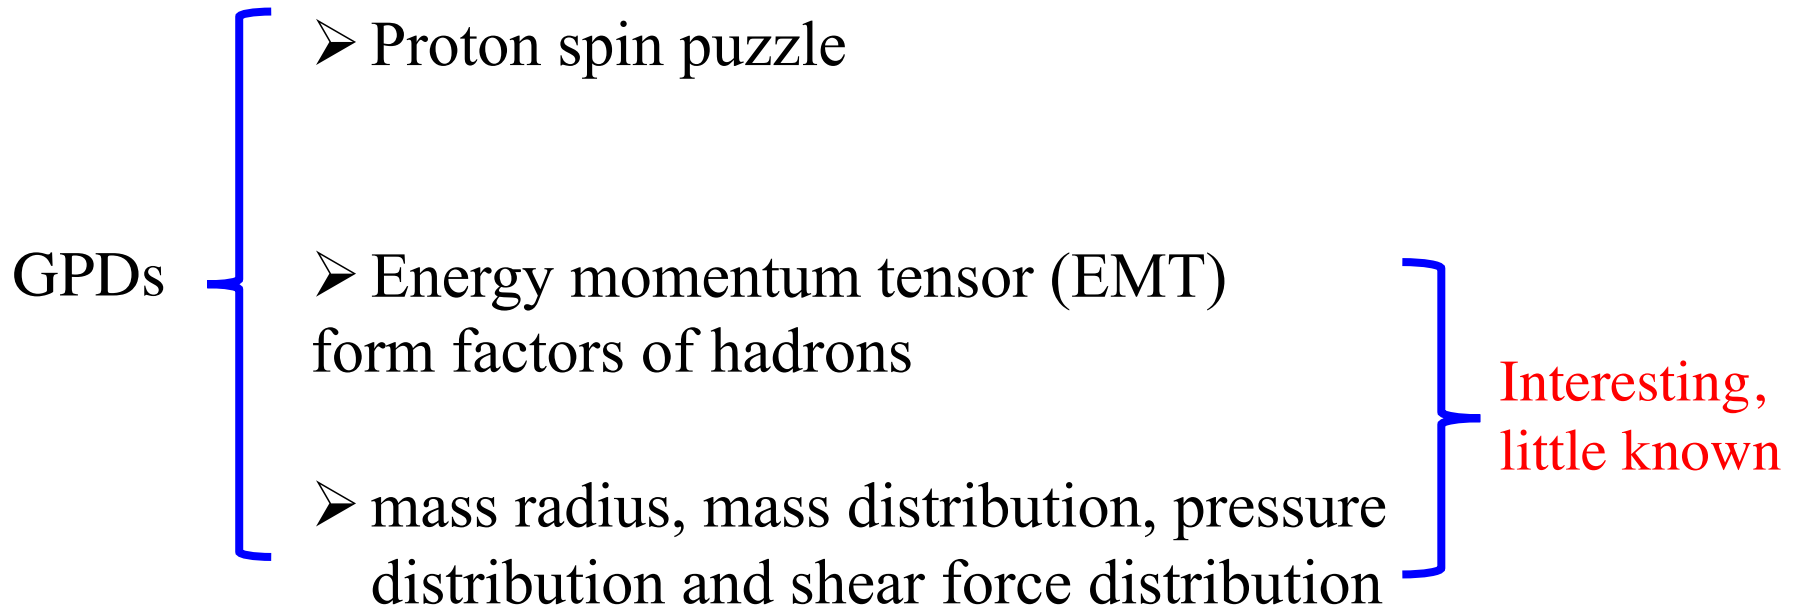 Proton spin puzzle
GPDs
Energy momentum tensor (EMT)
form factors of hadrons
Interesting,
little known
mass radius, mass distribution, pressure
distribution and shear force distribution